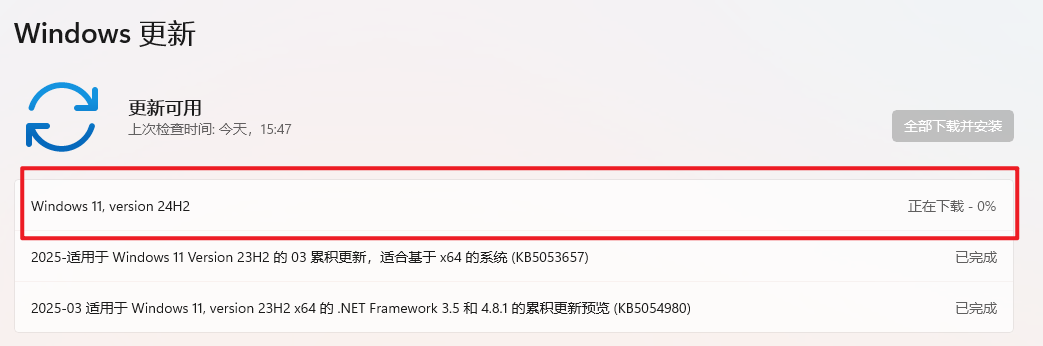 Windows 更新
更新可用
上次检查时间: 今天，15:47
全部下载并安装
Windows 11, version 24H2
正在下载 - 0%
2025-适用于 Windows 11 Version 23H2 的 03 累积更新，适合基于 x64 的系统 (KB5053657)
已完成
2025-03 适用于 Windows 11, version 23H2 x64 的 .NET Framework 3.5 和 4.8.1 的累积更新预览 (KB5054980)
已完成